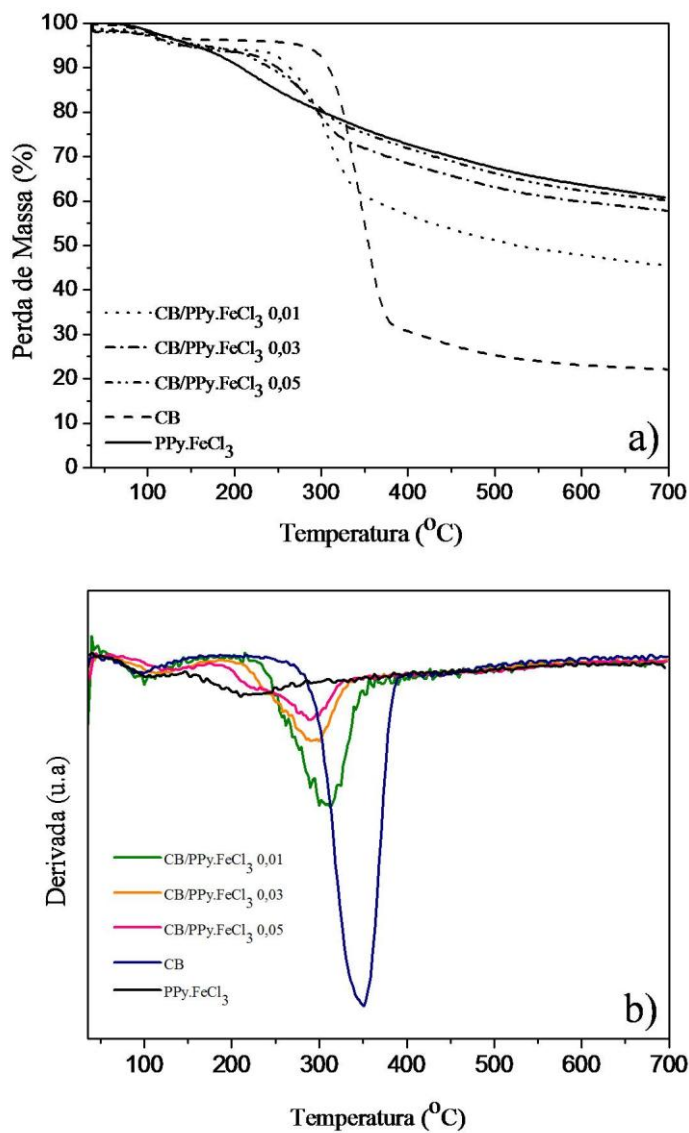 100
90
80
70
60
50
40
30
20
10
0
Perda de Massa (%)
CB/PPy.FeCl3 0,01
CB/PPy.FeCl3 0,03
CB/PPy.FeCl3 0,05
CB
PPy.FeCl3
a)
100 200 300 400 500 600 700
Temperatura (°C)
Derivada (u.a)
CB/PPy.FeCl3 0,01
CB/PPy.FeCl3 0,03
CB/PPy.FeCl3 0,05
CB
PPy.FeCl3
b)
100 200 300 400 500 600 700
Temperatura (°C)